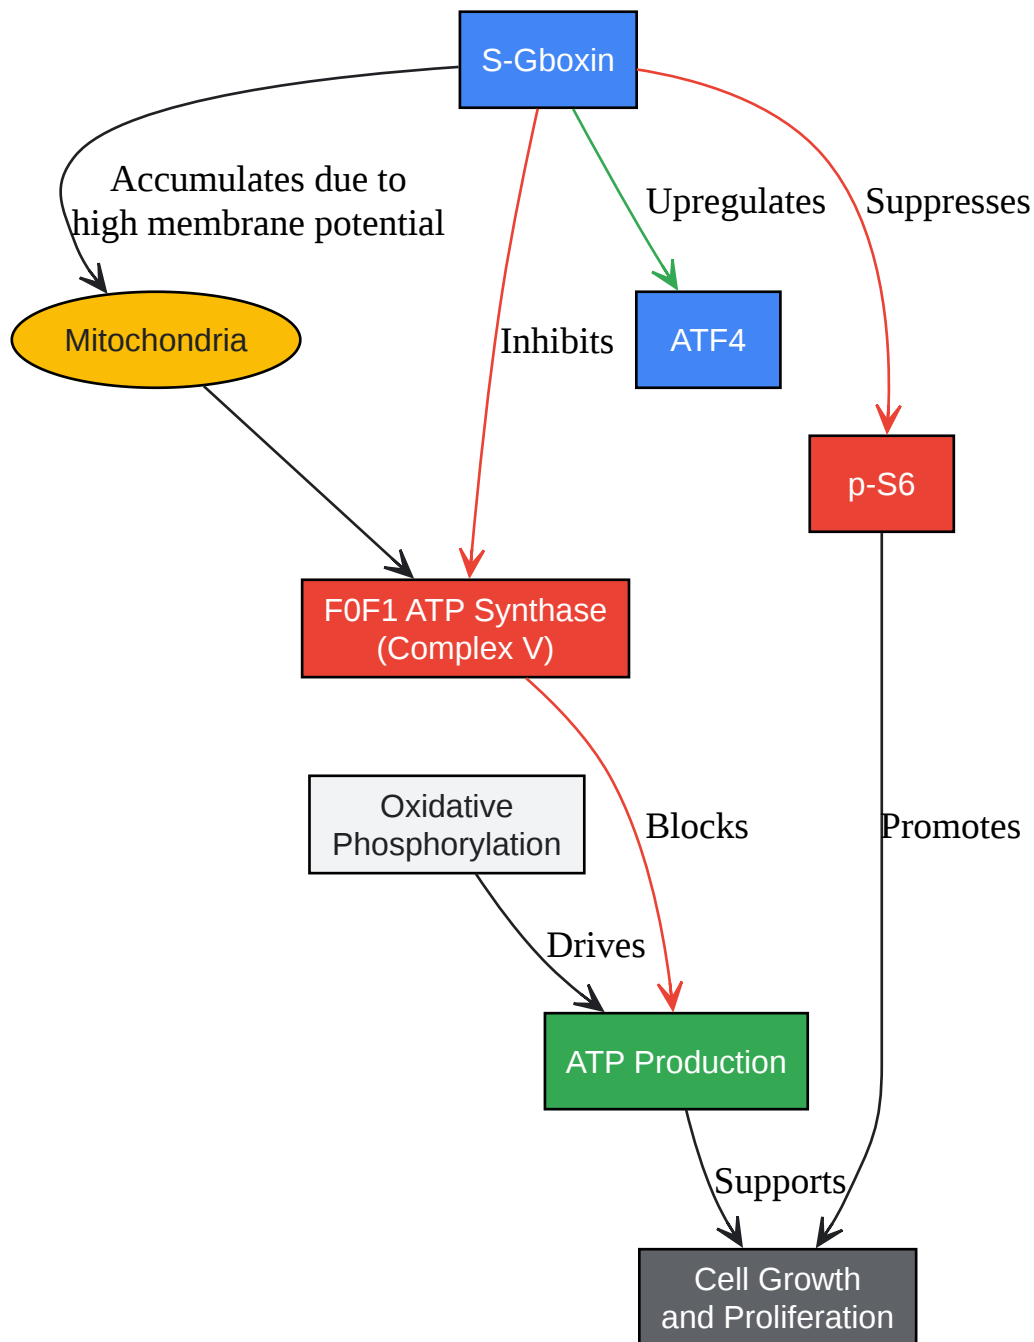 S-Gboxin
Accumulates due to
high membrane potential
Upregulates
Suppresses
Mitochondria
Inhibits
ATF4
p-S6
F0F1 ATP Synthase
(Complex V)
Oxidative
Phosphorylation
Blocks
Promotes
Drives
ATP Production
Supports
Cell Growth
and Proliferation